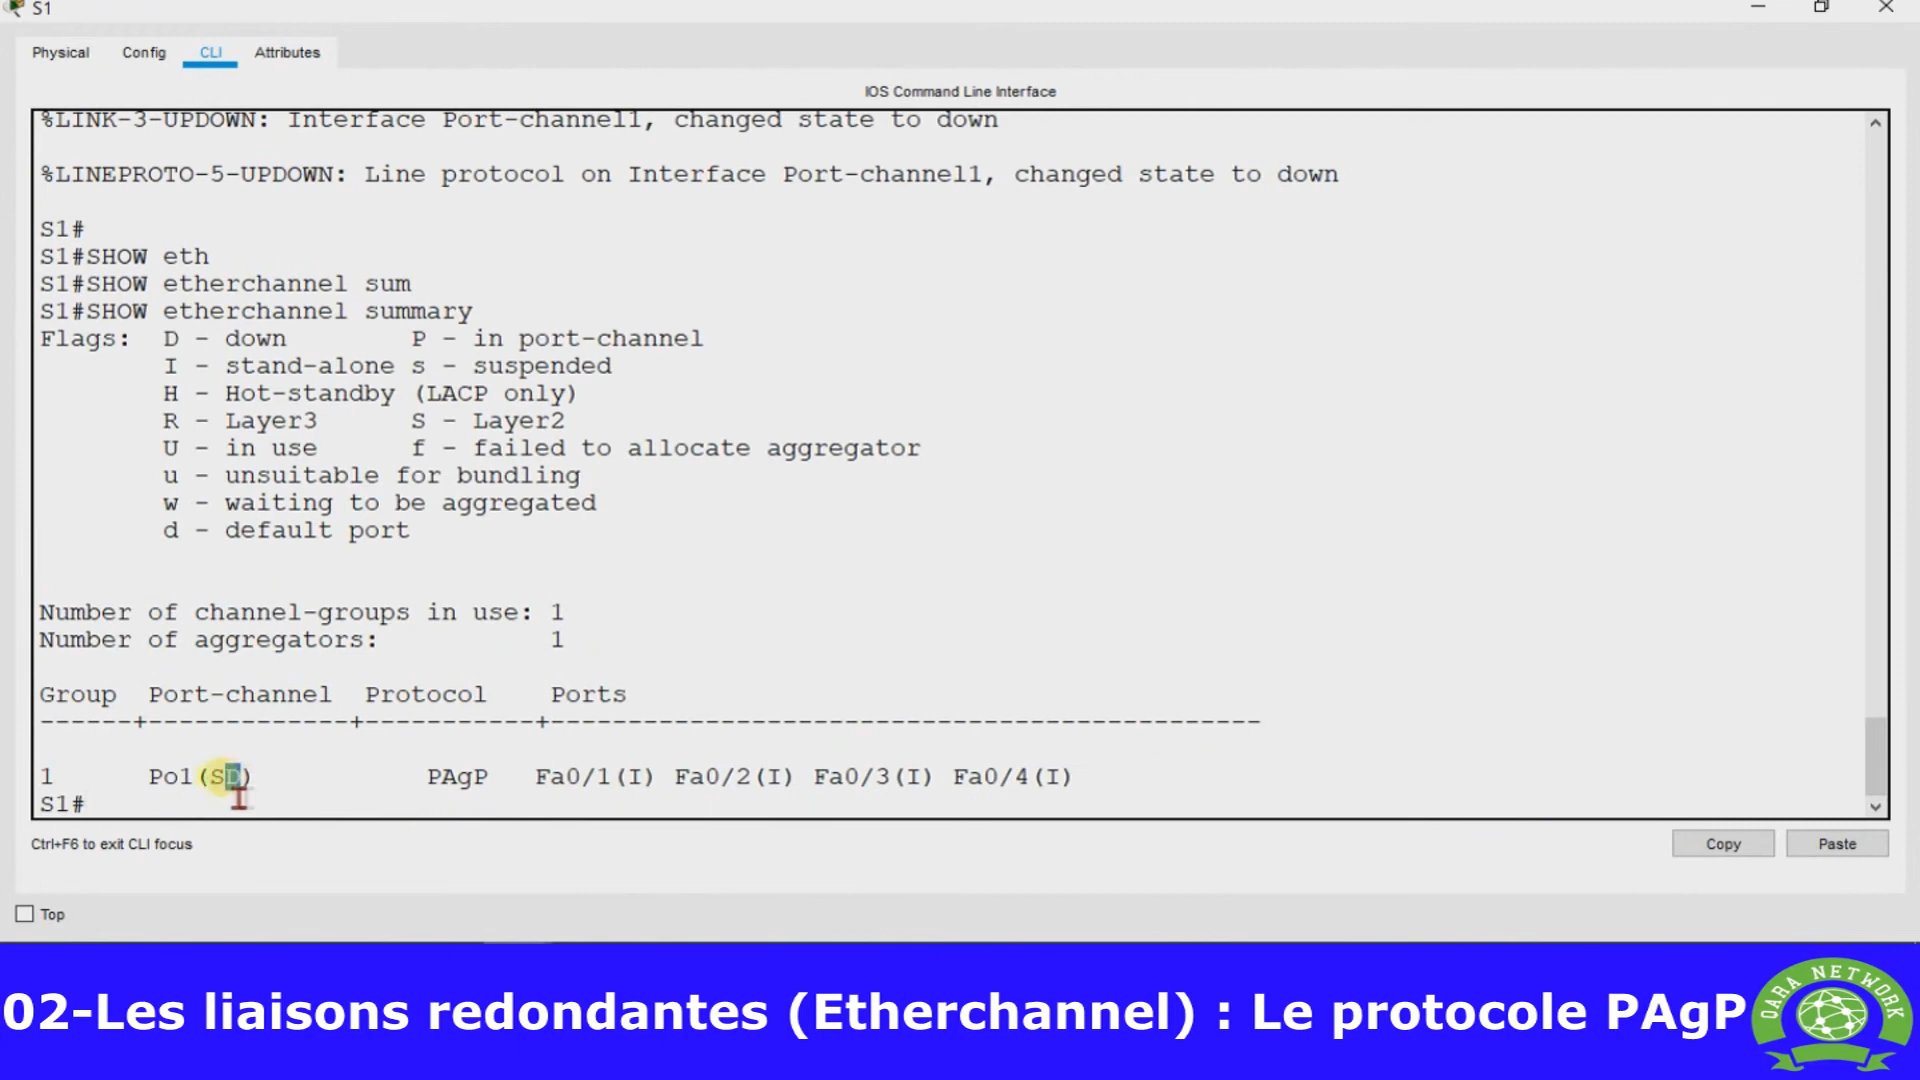 S1
Physical Config CLI Attributes
IOS Command Line Interface
%LINK-3-UPDOWN: Interface Port-channel1, changed state to down
%LINEPROTO-5-UPDOWN: Line protocol on Interface Port-channel1, changed state to down
S1#
S1#SHOW eth
S1#SHOW etherchannel sum
S1#SHOW etherchannel summary
Flags: D - down P - in port-channel
I - stand-alone s - suspended
H - Hot-standby (LACP only)
R - Layer3 S - Layer2
U - in use f - failed to allocate aggregator
u - unsuitable for bundling
w - waiting to be aggregated
d - default port
Number of channel-groups in use: 1
Number of aggregators: 1
Group Port-channel Protocol Ports
------+-------------+-----------+----------------------------------------------
1 Po1(SD) PAgP Fa0/1(I) Fa0/2(I) Fa0/3(I) Fa0/4(I)
S1#
Ctrl+F6 to exit CLI focus
Copy Paste
Top
02-Les liaisons redondantes (Etherchannel) : Le protocole PAgP
OARA NETWORK